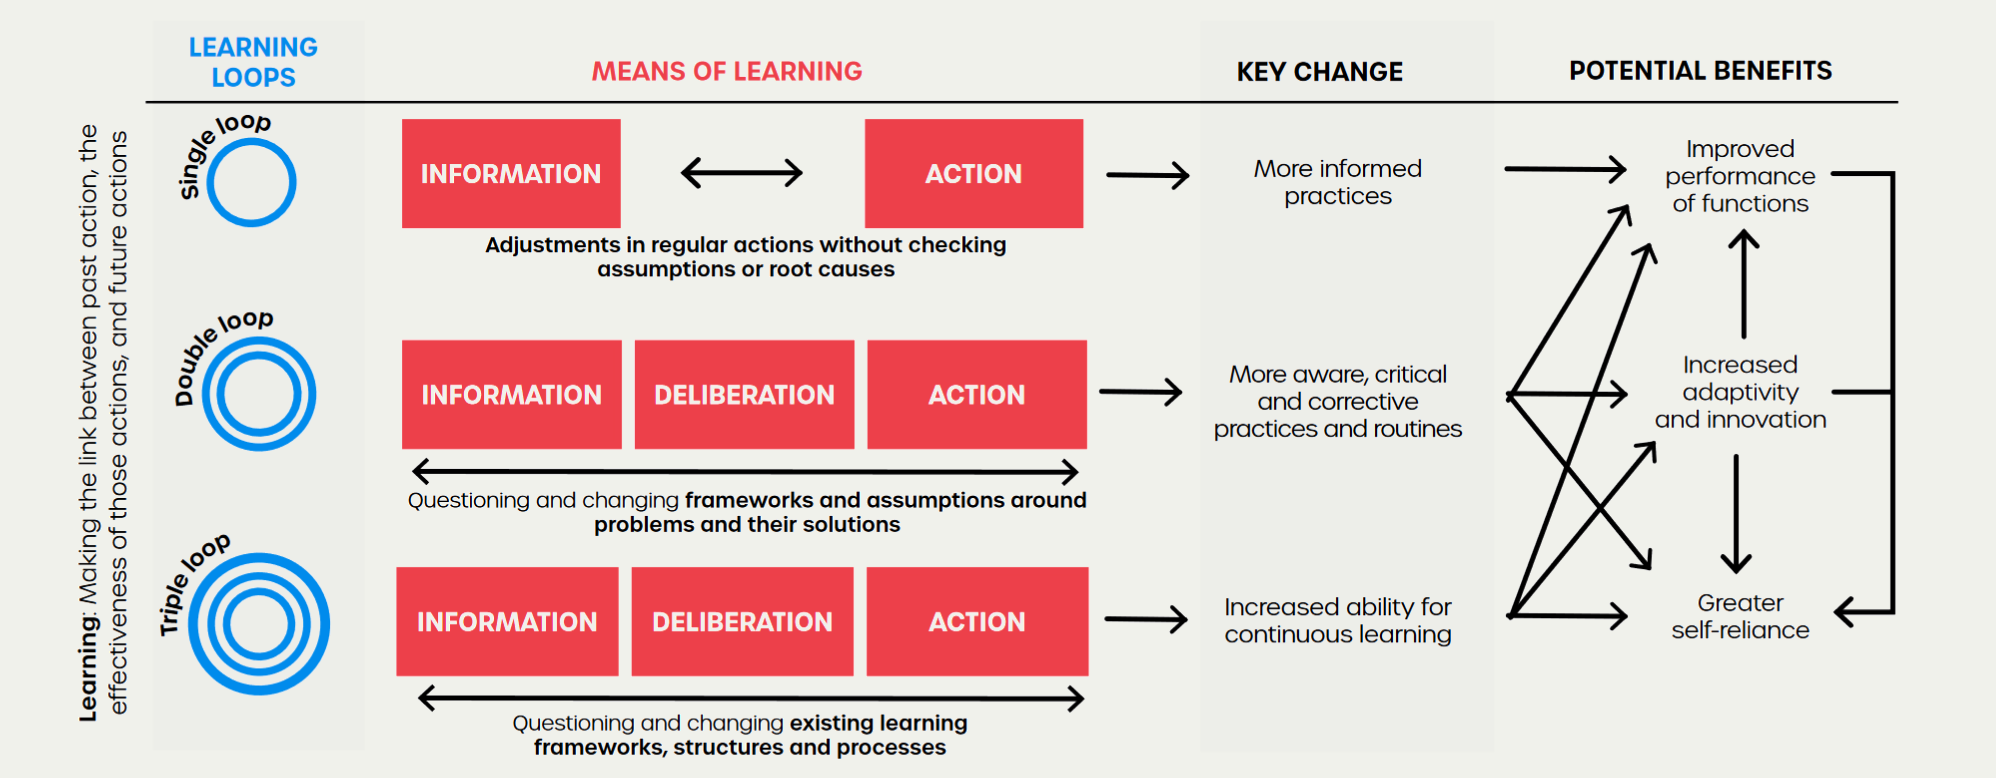 LEARNING
LOOPS
MEANS OF LEARNING
KEY CHANGE
POTENTIAL BENEFITS
Learning: Making the link between past action, the
effectiveness of those actions, and future actions
Single loop
INFORMATION
ACTION
Adjustments in regular actions without checking
assumptions or root causes
More informed
practices
Improved
performance
of functions
Double loop
INFORMATION
DELIBERATION
ACTION
Questioning and changing frameworks and assumptions around
problems and their solutions
More aware, critical
and corrective
practices and routines
Increased
adaptivity
and innovation
Triple loop
INFORMATION
DELIBERATION
ACTION
Questioning and changing existing learning
frameworks, structures and processes
Increased ability for
continuous learning
Greater
self-reliance